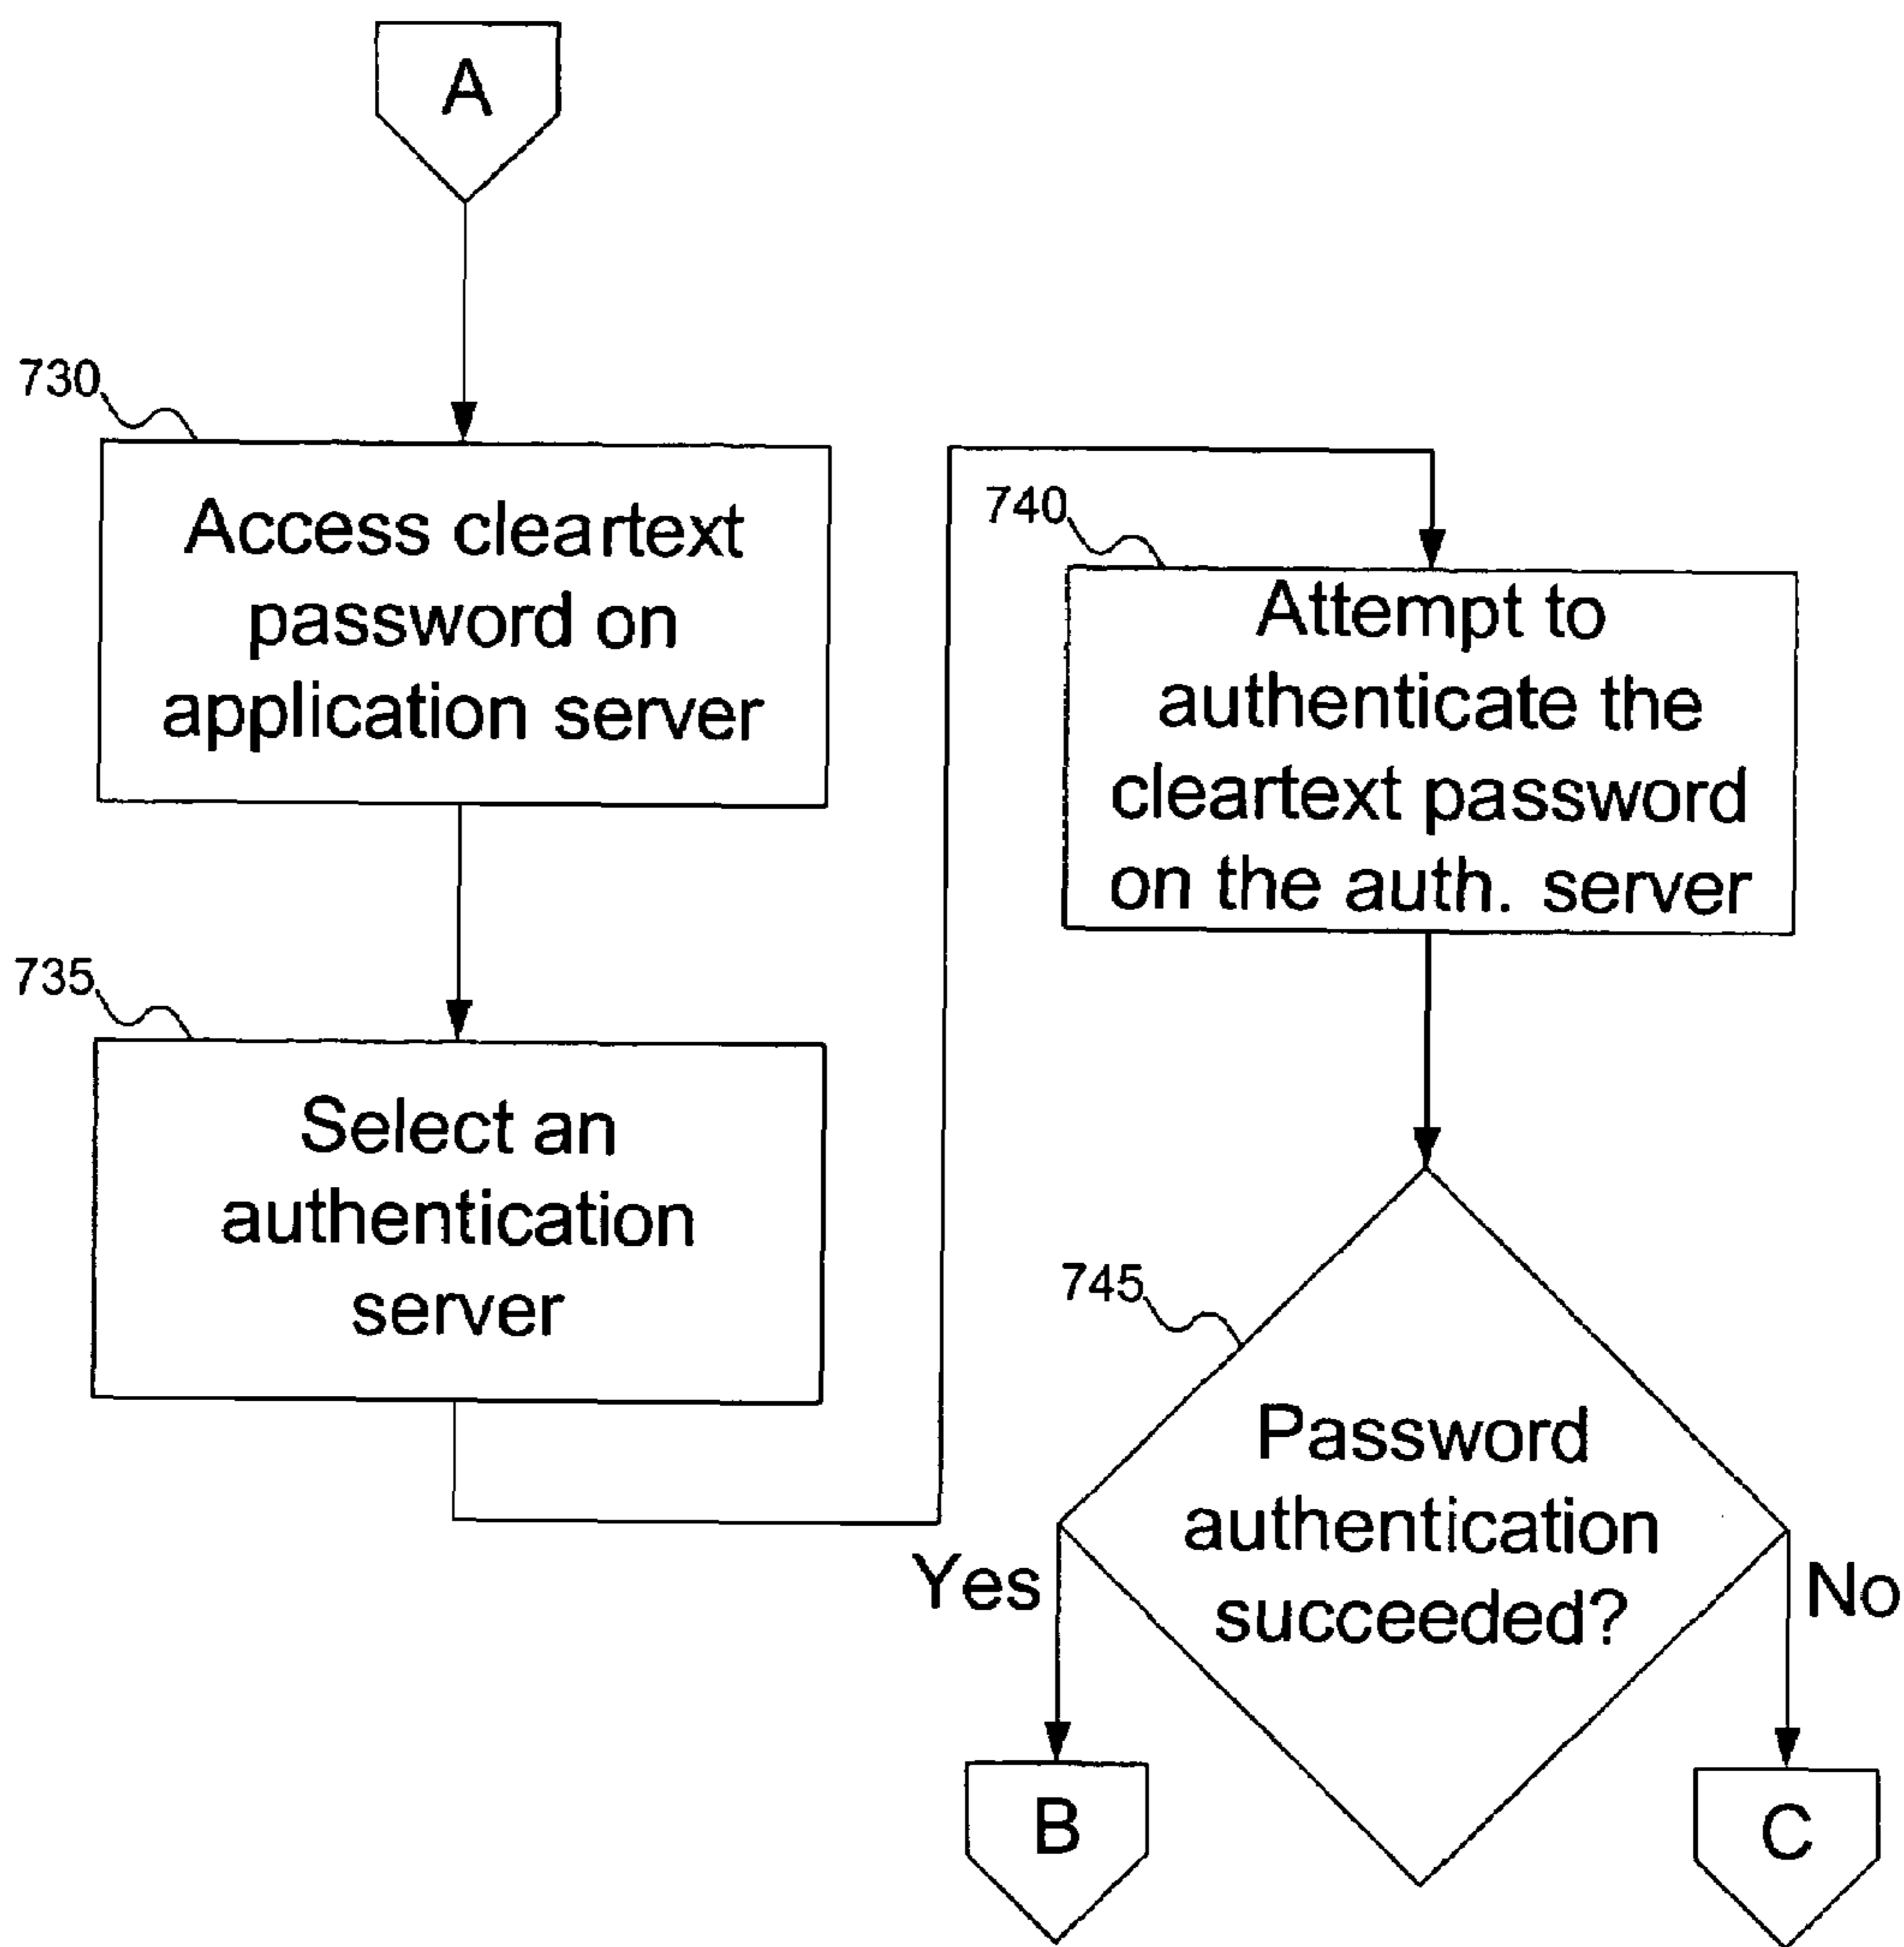 A
730
Access cleartext
password on
application server
735
Select an
authentication
server
740
Attempt to
authenticate the
cleartext password
on the auth. server
745
Password
authentication
succeeded?
Yes
No
B
C